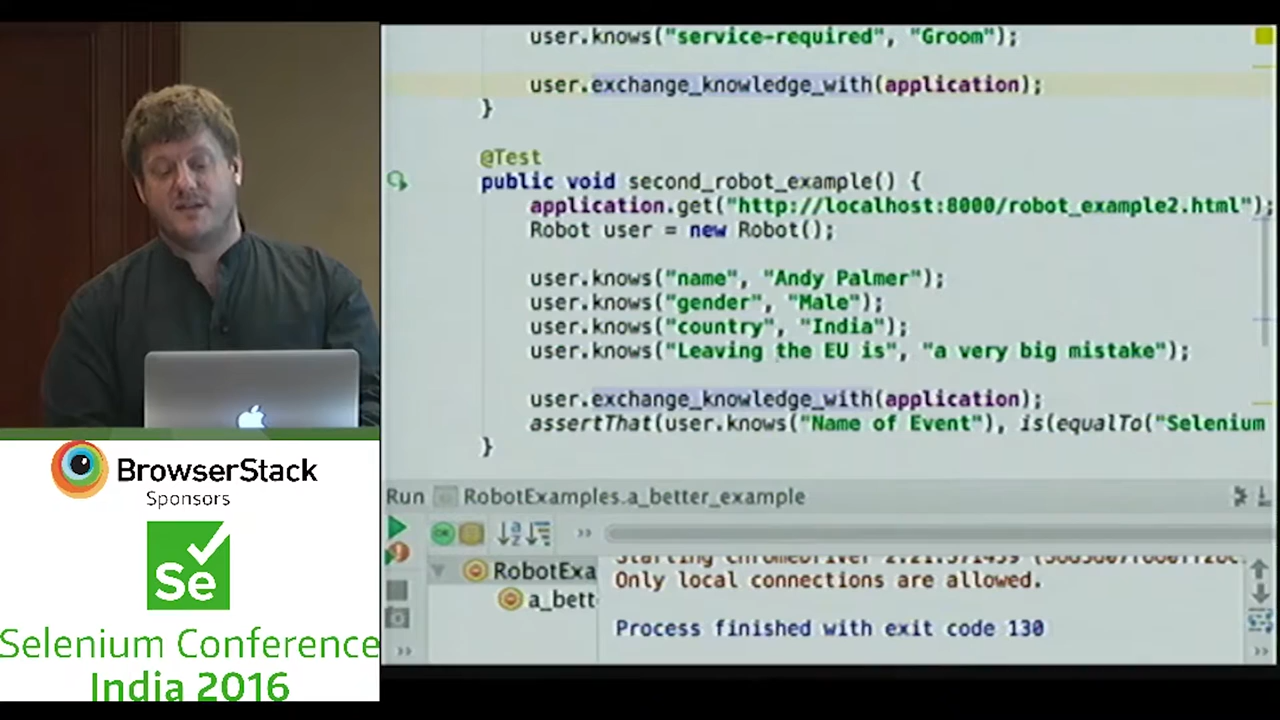 user.knows("service-required", "Groom");
user.exchange_knowledge_with(application);
}
@Test
public void second_robot_example() {
application.get("http://localhost:8000/robot_example2.html");
Robot user = new Robot();
user.knows("name", "Andy Palmer");
user.knows("gender", "Male");
user.knows("country", "India");
user.knows("Leaving the EU is", "a very big mistake");
user.exchange_knowledge_with(application);
assertThat(user.knows("Name of Event"), is(equalTo("Selenium
}
Run RobotExamples.a_better_example
OK
RobotExa
a_bett
Only local connections are allowed.
Process finished with exit code 130
BrowserStack
Sponsors
Se
Selenium Conference
India 2016